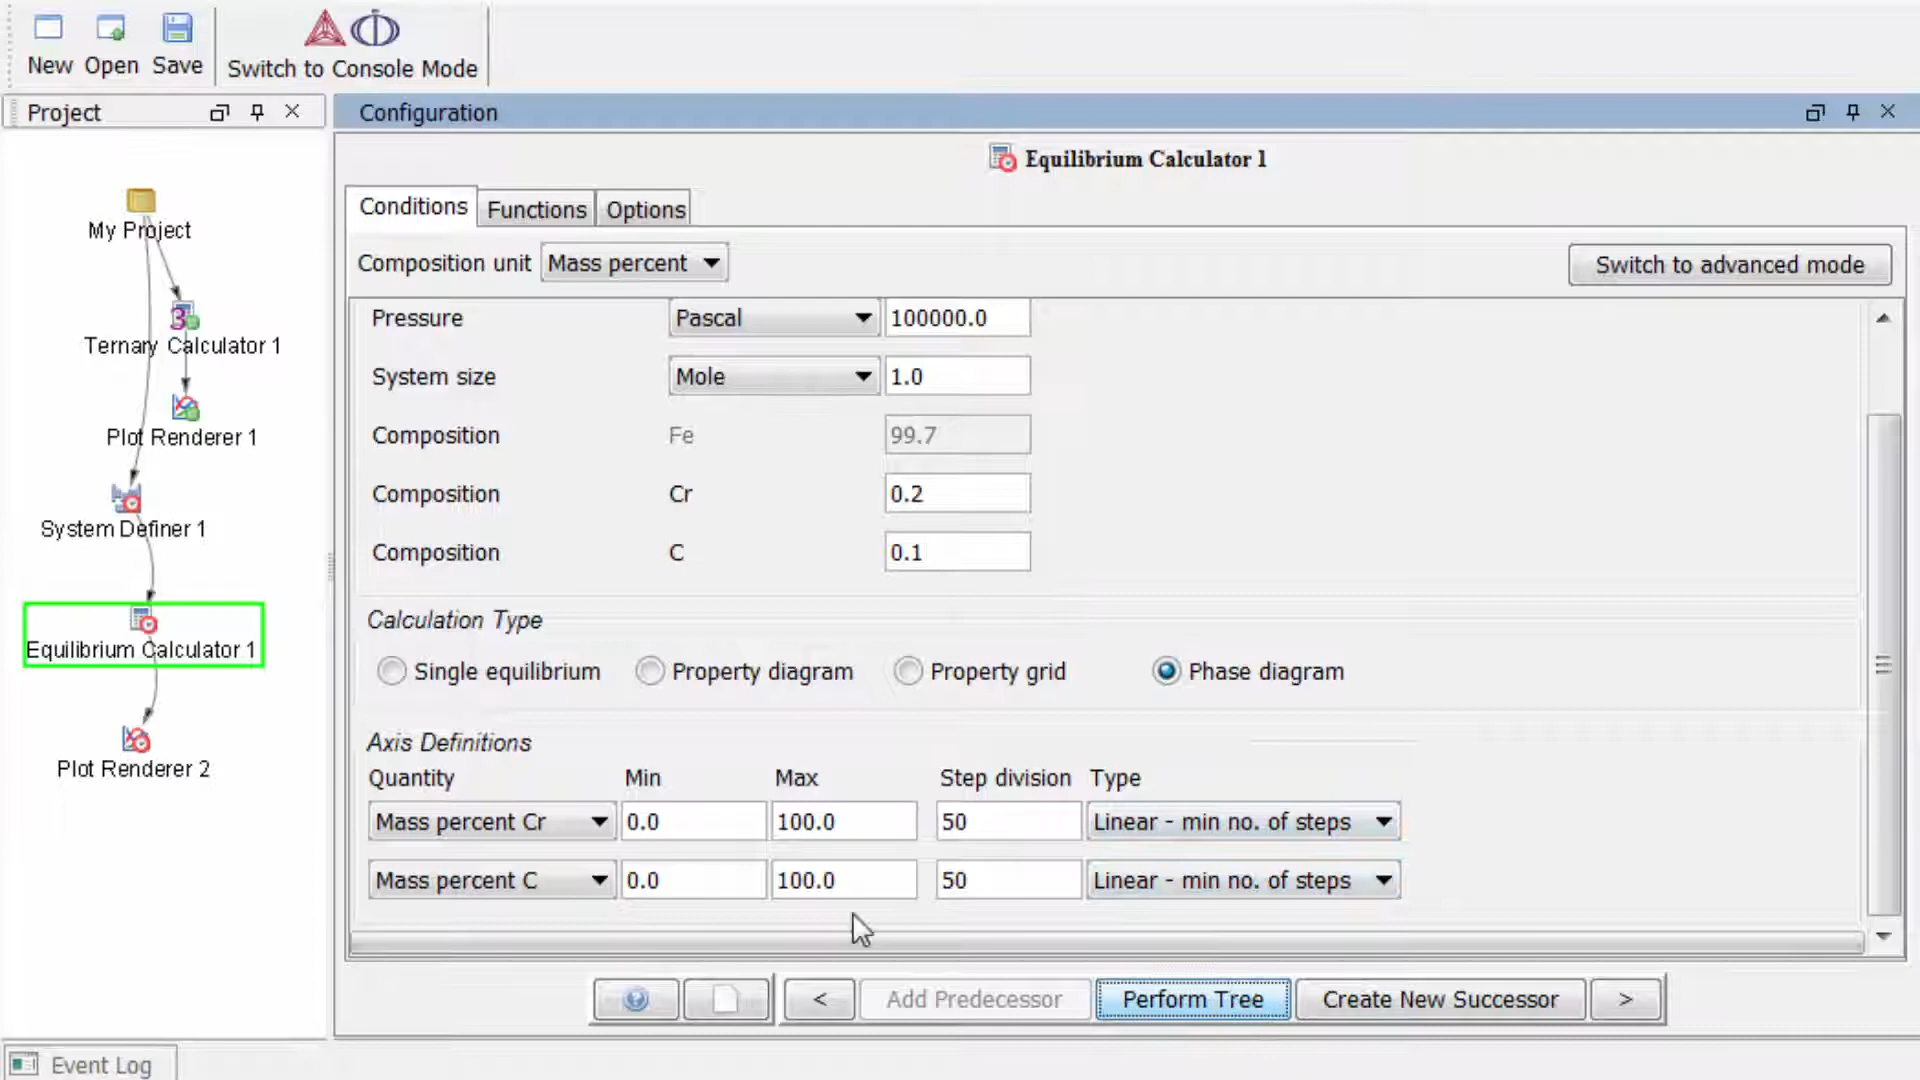 New Open Save Switch to Console Mode
Project
Configuration
My Project
3
Ternary Calculator 1
Plot Renderer 1
System Definer 1
Equilibrium Calculator 1
Plot Renderer 2
Equilibrium Calculator 1
Conditions Functions Options
Composition unit Mass percent Switch to advanced mode
Pressure Pascal 100000.0
System size Mole 1.0
Composition Fe 99.7
Composition Cr 0.2
Composition C 0.1
Calculation Type
Single equilibrium Property diagram Property grid Phase diagram
Axis Definitions
Quantity Min Max Step division Type
Mass percent Cr 0.0 100.0 50 Linear - min no. of steps
Mass percent C 0.0 100.0 50 Linear - min no. of steps
< Add Predecessor Perform Tree Create New Successor >
Event Log